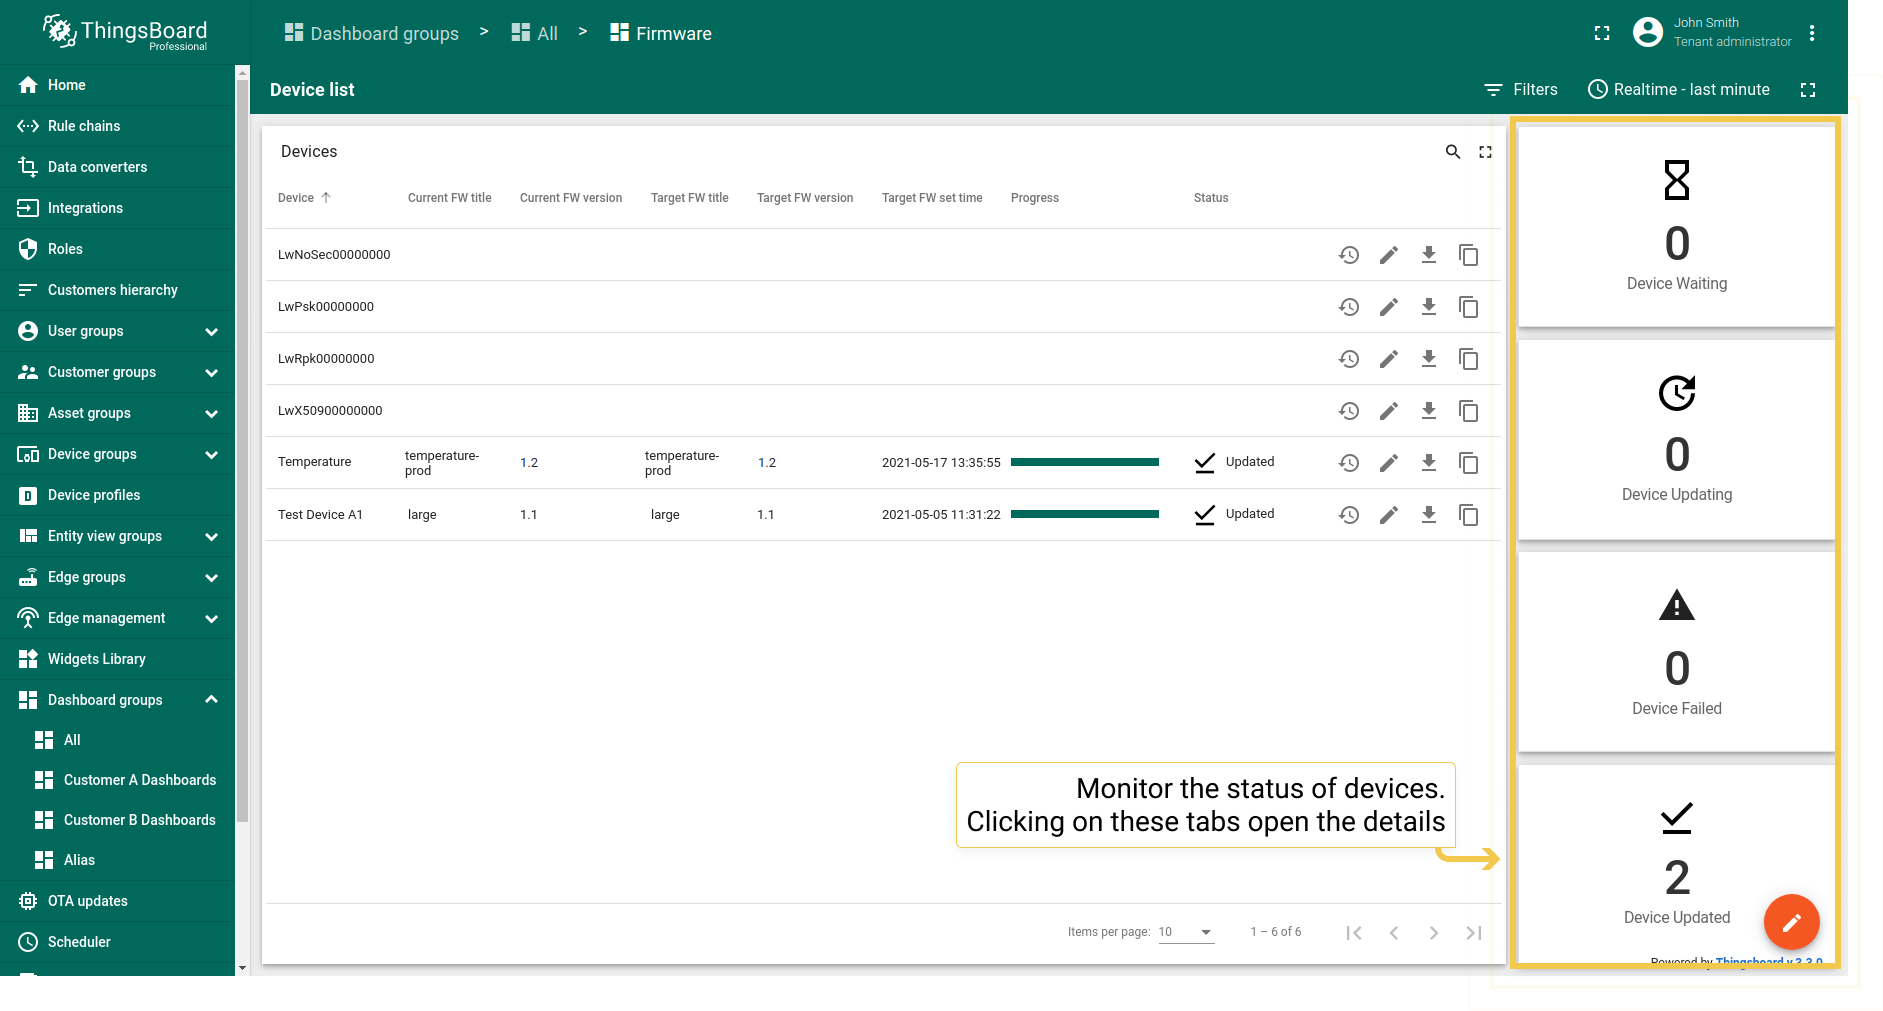 ThingsBoard
Professional
Dashboard groups > All > Firmware
John Smith
Tenant administrator
Device list
Filters
Realtime - last minute
Home
Rule chains
Data converters
Integrations
Roles
Customers hierarchy
User groups
Customer groups
Asset groups
Device groups
Device profiles
Entity view groups
Edge groups
Edge management
Widgets Library
Dashboard groups
All
Customer A Dashboards
Customer B Dashboards
Alias
OTA updates
Scheduler
Devices
Device Current FW title Current FW version Target FW title Target FW version Target FW set time Progress Status
LwNoSec00000000
LwPsk00000000
LwRpk00000000
LwX50900000000
Temperature temperature-prod 1.2 temperature-prod 1.2 2021-05-17 13:35:55 Updated
Test Device A1 large 1.1 large 1.1 2021-05-05 11:31:22 Updated
Monitor the status of devices.
Clicking on these tabs open the details
Items per page: 10 1 – 6 of 6
0
Device Waiting
0
Device Updating
0
Device Failed
2
Device Updated
Powered by Thingsboard v.3.3.0